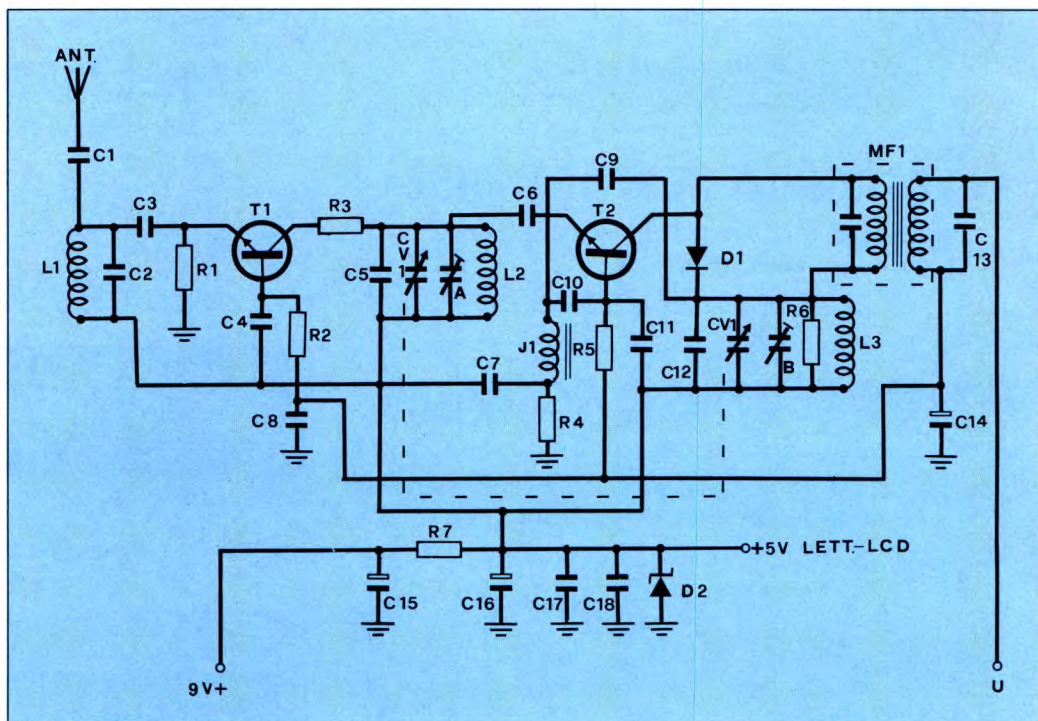 ANT.
C1
MF1
C9
C6
T2
C3
T1
R3
C
V
1
C
13
L1
C2
R1
C5
A
L2
D1
C10
C4
R2
C11
CV1
R6
L3
J1
R5
C12
B
C7
C8
R4
C14
R7
+5V LETT.-LCD
C15
C16
C17
C18
D2
9V+
U